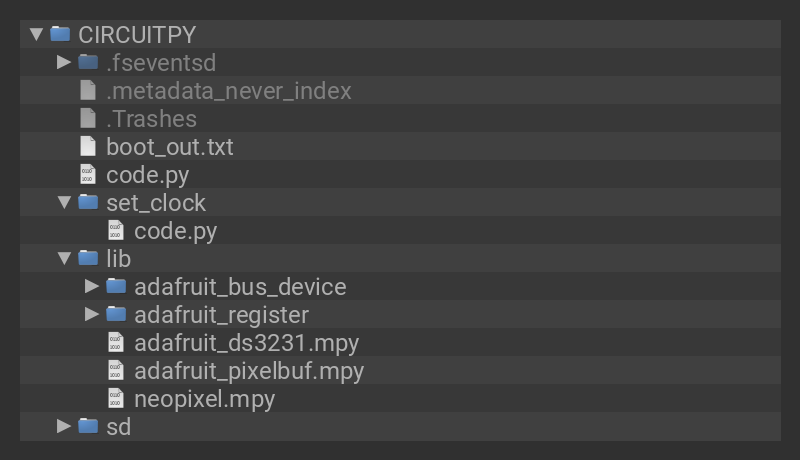 CIRCUITPY
.fseventsd
.metadata_never_index
.Trashes
boot_out.txt
code.py
set_clock
code.py
lib
adafruit_bus_device
adafruit_register
adafruit_ds3231.mpy
adafruit_pixelbuf.mpy
neopixel.mpy
sd